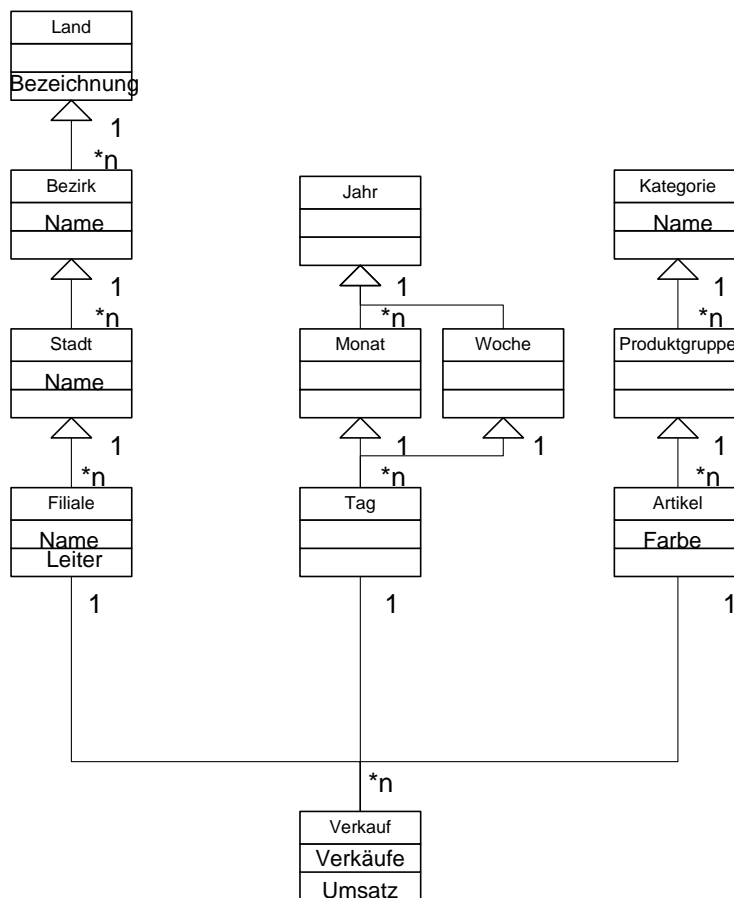 Land
Bezeichnung
1
*n
Bezirk
Name
1
*n
Stadt
Name
1
*n
Filiale
Name
Leiter
1
Jahr
1
*n
Monat
Woche
1
1
*n
Tag
1
Kategorie
Name
1
*n
Produktgruppe
1
*n
Artikel
Farbe
1
*n
Verkauf
Verkäufe
Umsatz